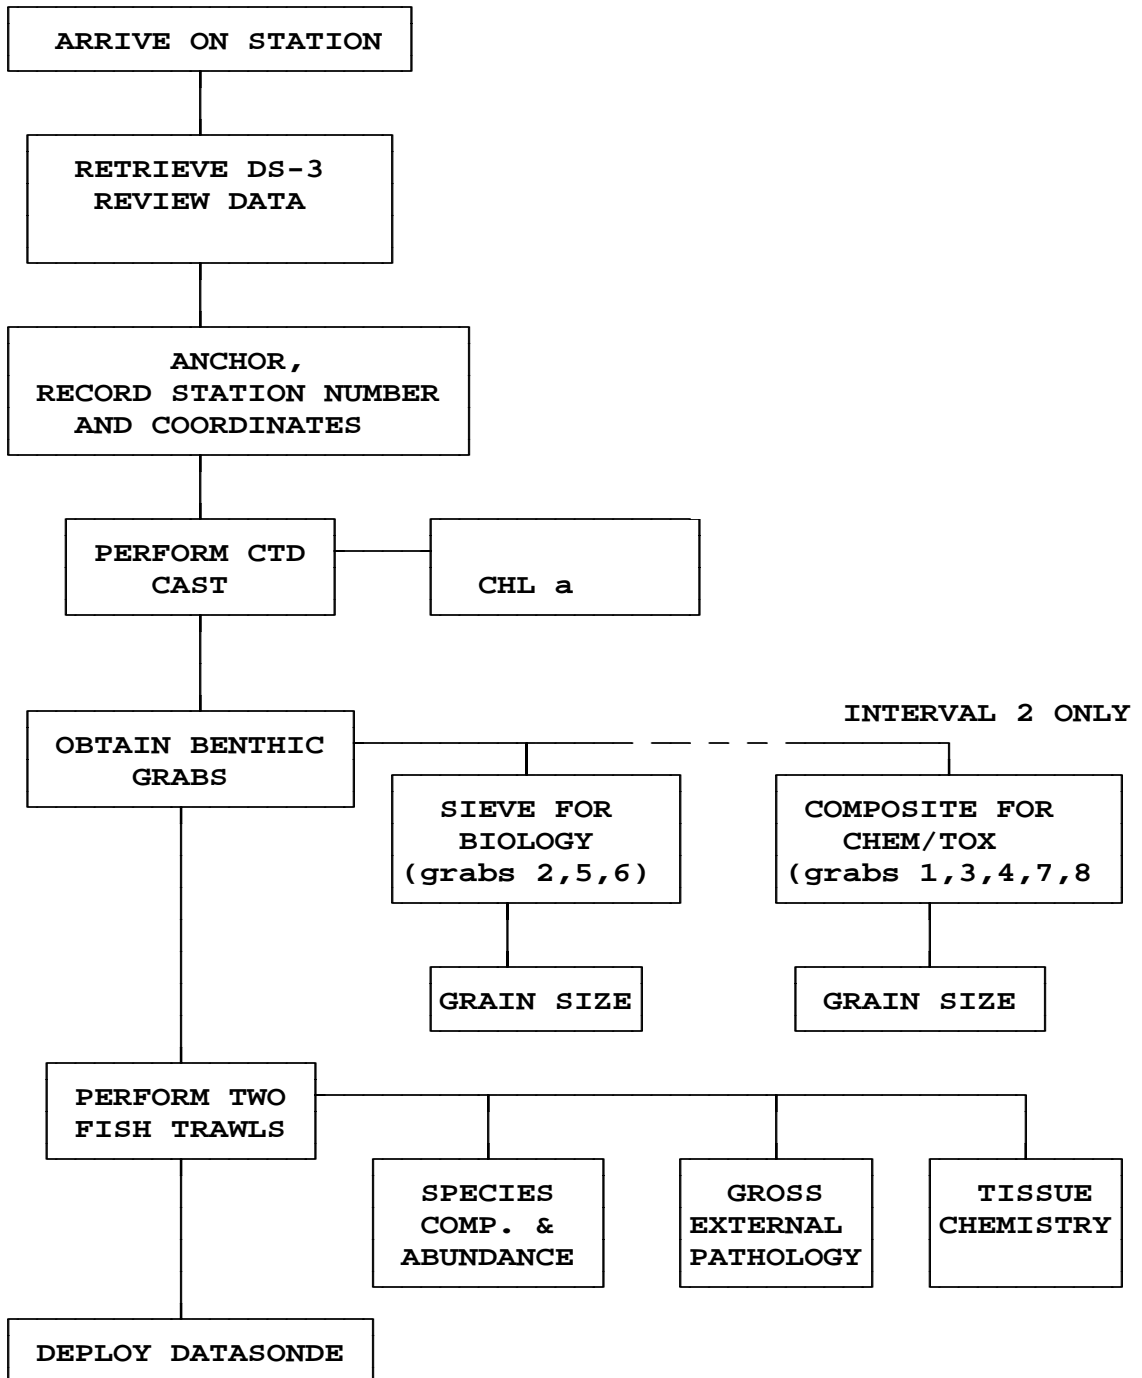 ARRIVE ON STATION
RETRIEVE DS-3
REVIEW DATA
ANCHOR,
RECORD STATION NUMBER
AND COORDINATES
PERFORM CTD
CAST
CHL a
INTERVAL 2 ONLY
OBTAIN BENTHIC
GRABS
SIEVE FOR
BIOLOGY
(grabs 2,5,6)
COMPOSITE FOR
CHEM/TOX
(grabs 1,3,4,7,8
GRAIN SIZE
GRAIN SIZE
PERFORM TWO
FISH TRAWLS
SPECIES
COMP. &
ABUNDANCE
GROSS
EXTERNAL
PATHOLOGY
TISSUE
CHEMISTRY
DEPLOY DATASONDE